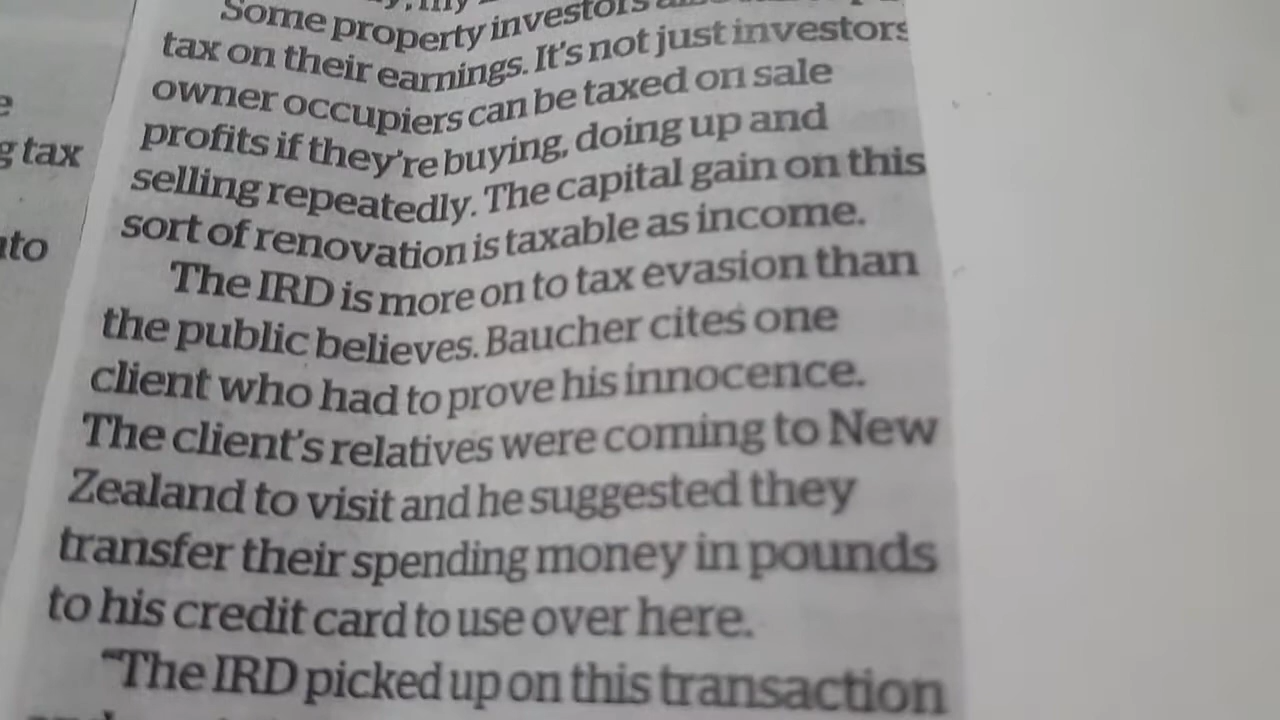 Some property investors
tax on their earnings. It's not just investors
owner occupiers can be taxed on sale
profits if they're buying, doing up and
selling repeatedly. The capital gain on this
sort of renovation is taxable as income.
The IRD is more on to tax evasion than
the public believes. Baucher cites one
client who had to prove his innocence.
The client's relatives were coming to New
Zealand to visit and he suggested they
transfer their spending money in pounds
to his credit card to use over here.
"The IRD picked up on this transaction
tax